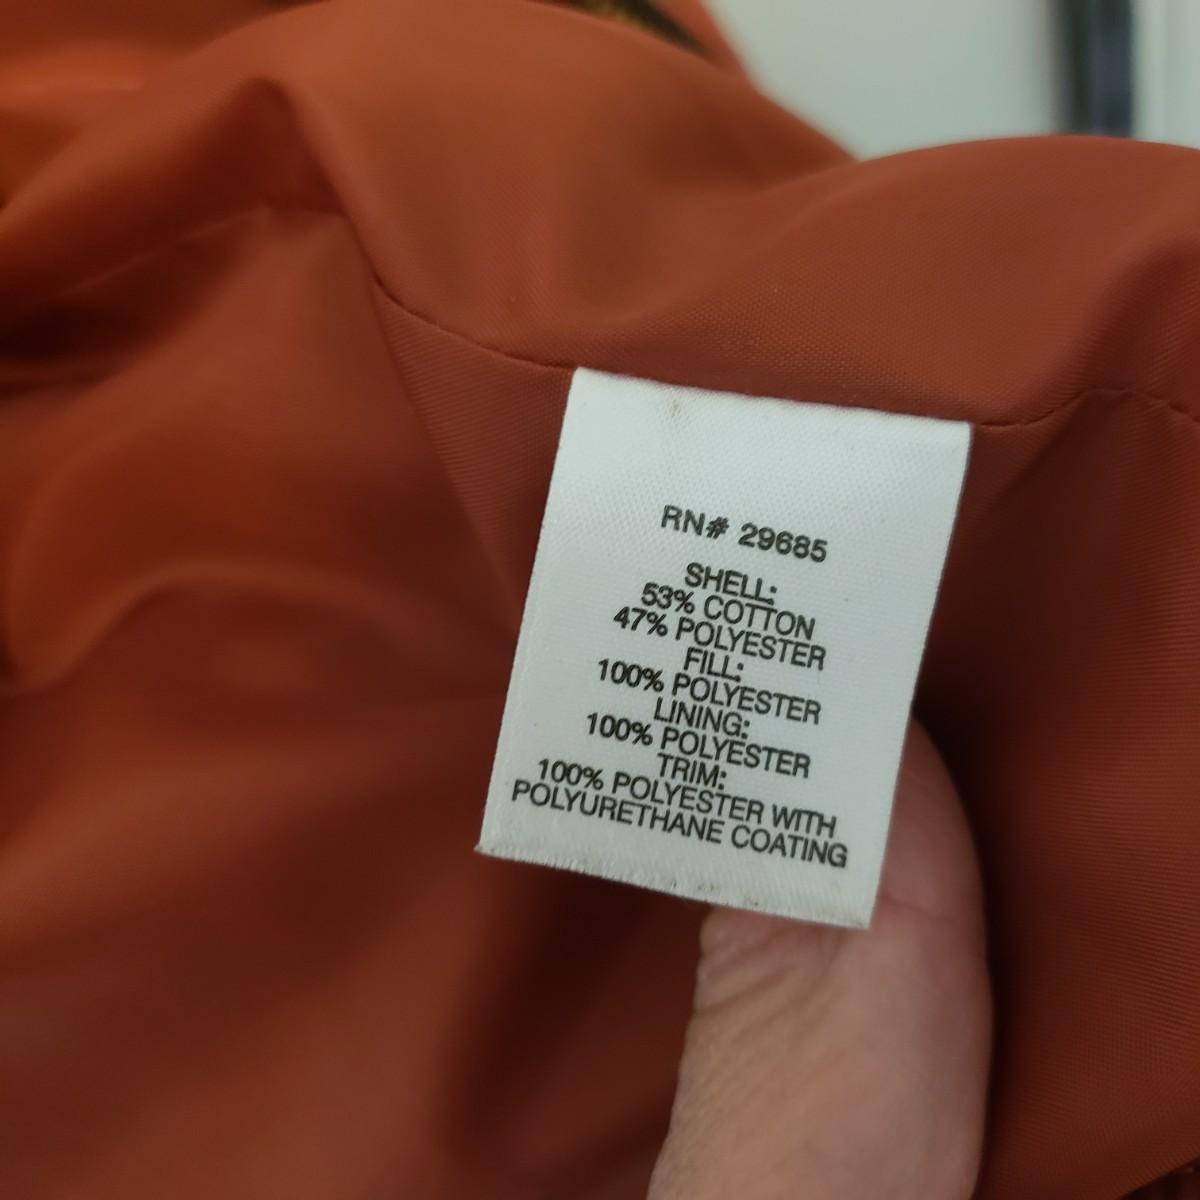 RN# 29685
SHELL:
53% COTTON
47% POLYESTER
FILL:
100% POLYESTER
LINING:
100% POLYESTER
TRIM:
100% POLYESTER WITH
POLYURETHANE COATING